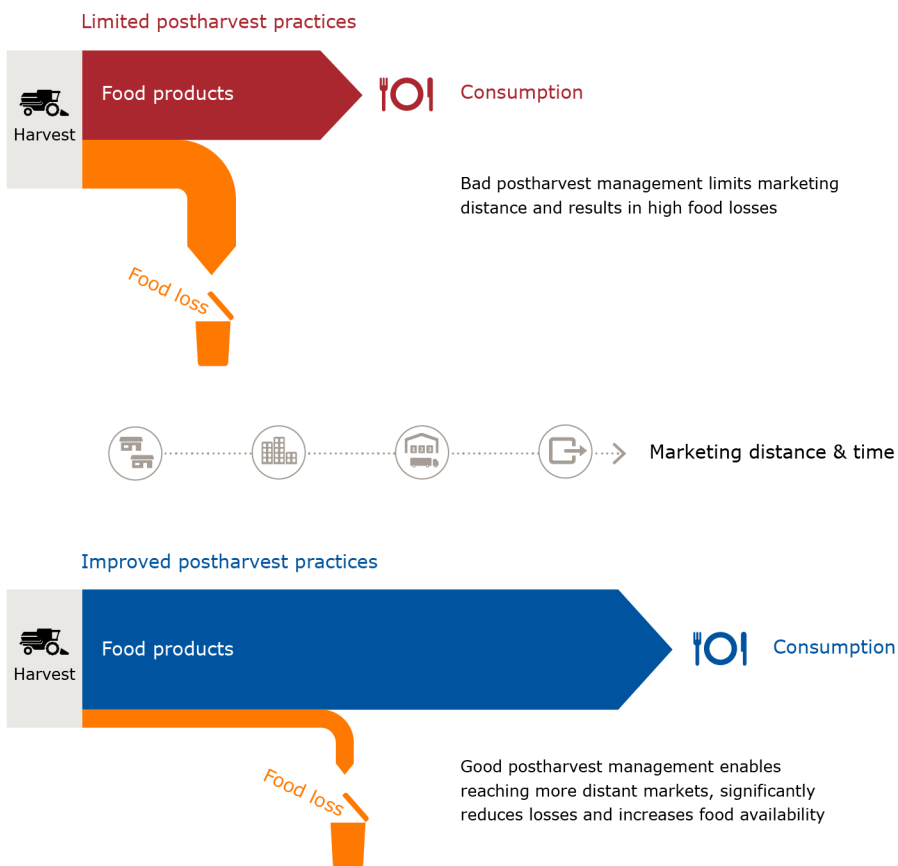 Limited postharvest practices
Food products
Consumption
Harvest
Bad postharvest management limits marketing
distance and results in high food losses
Food loss
Marketing distance & time
Improved postharvest practices
Food products
Consumption
Harvest
Good postharvest management enables
reaching more distant markets, significantly
reduces losses and increases food availability
Food loss